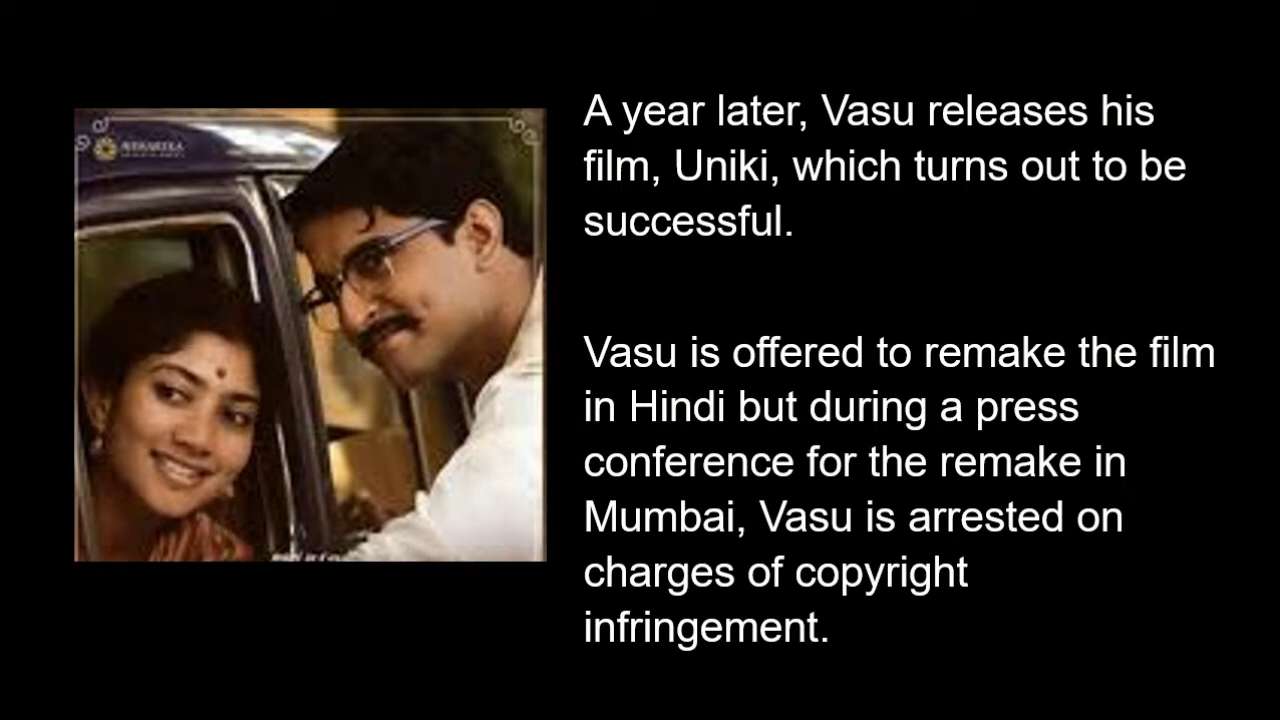 NIHARIKA
A year later, Vasu releases his
film, Uniki, which turns out to be
successful.
Vasu is offered to remake the film
in Hindi but during a press
conference for the remake in
Mumbai, Vasu is arrested on
charges of copyright
infringement.